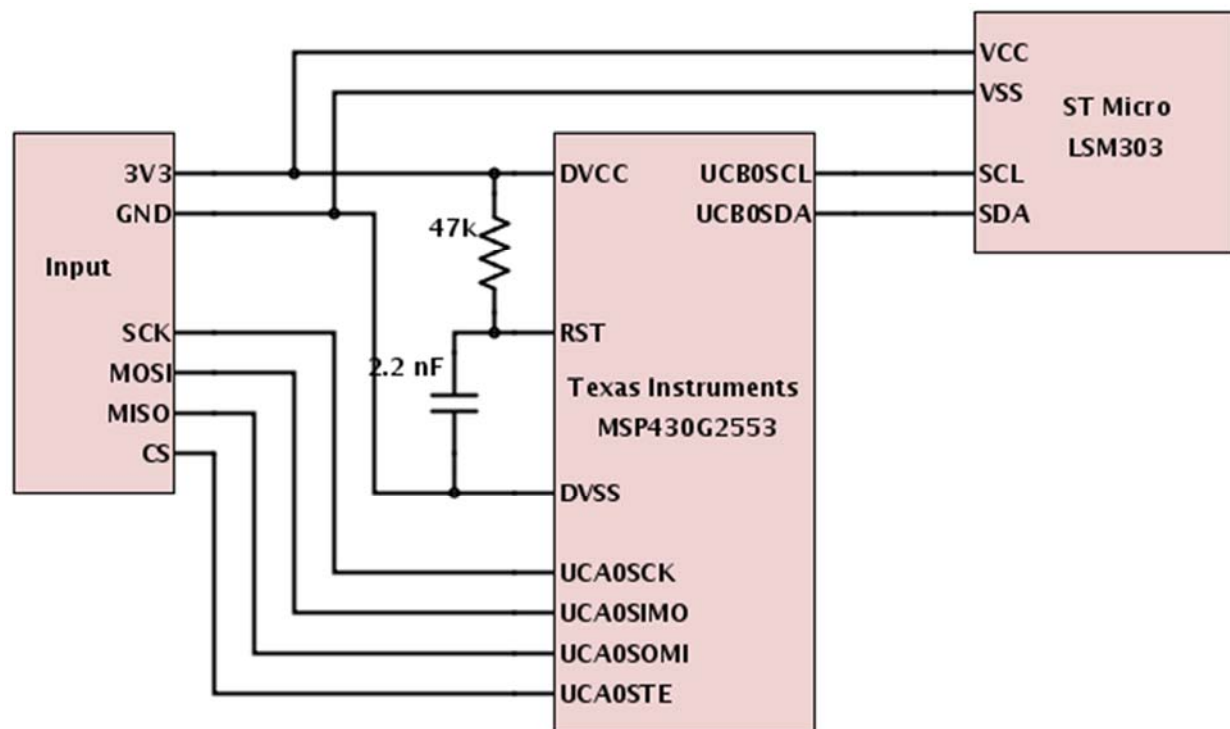 VCC
VSS
ST Micro
LSM303
3V3
DVCC
UCB0SCL
SCL
GND
UCB0SDA
SDA
47k
Input
SCK
RST
2.2 nF
MOSI
Texas Instruments
MISO
MSP430G2553
CS
DVSS
UCA0SCK
UCA0SIMO
UCA0SOMI
UCA0STE